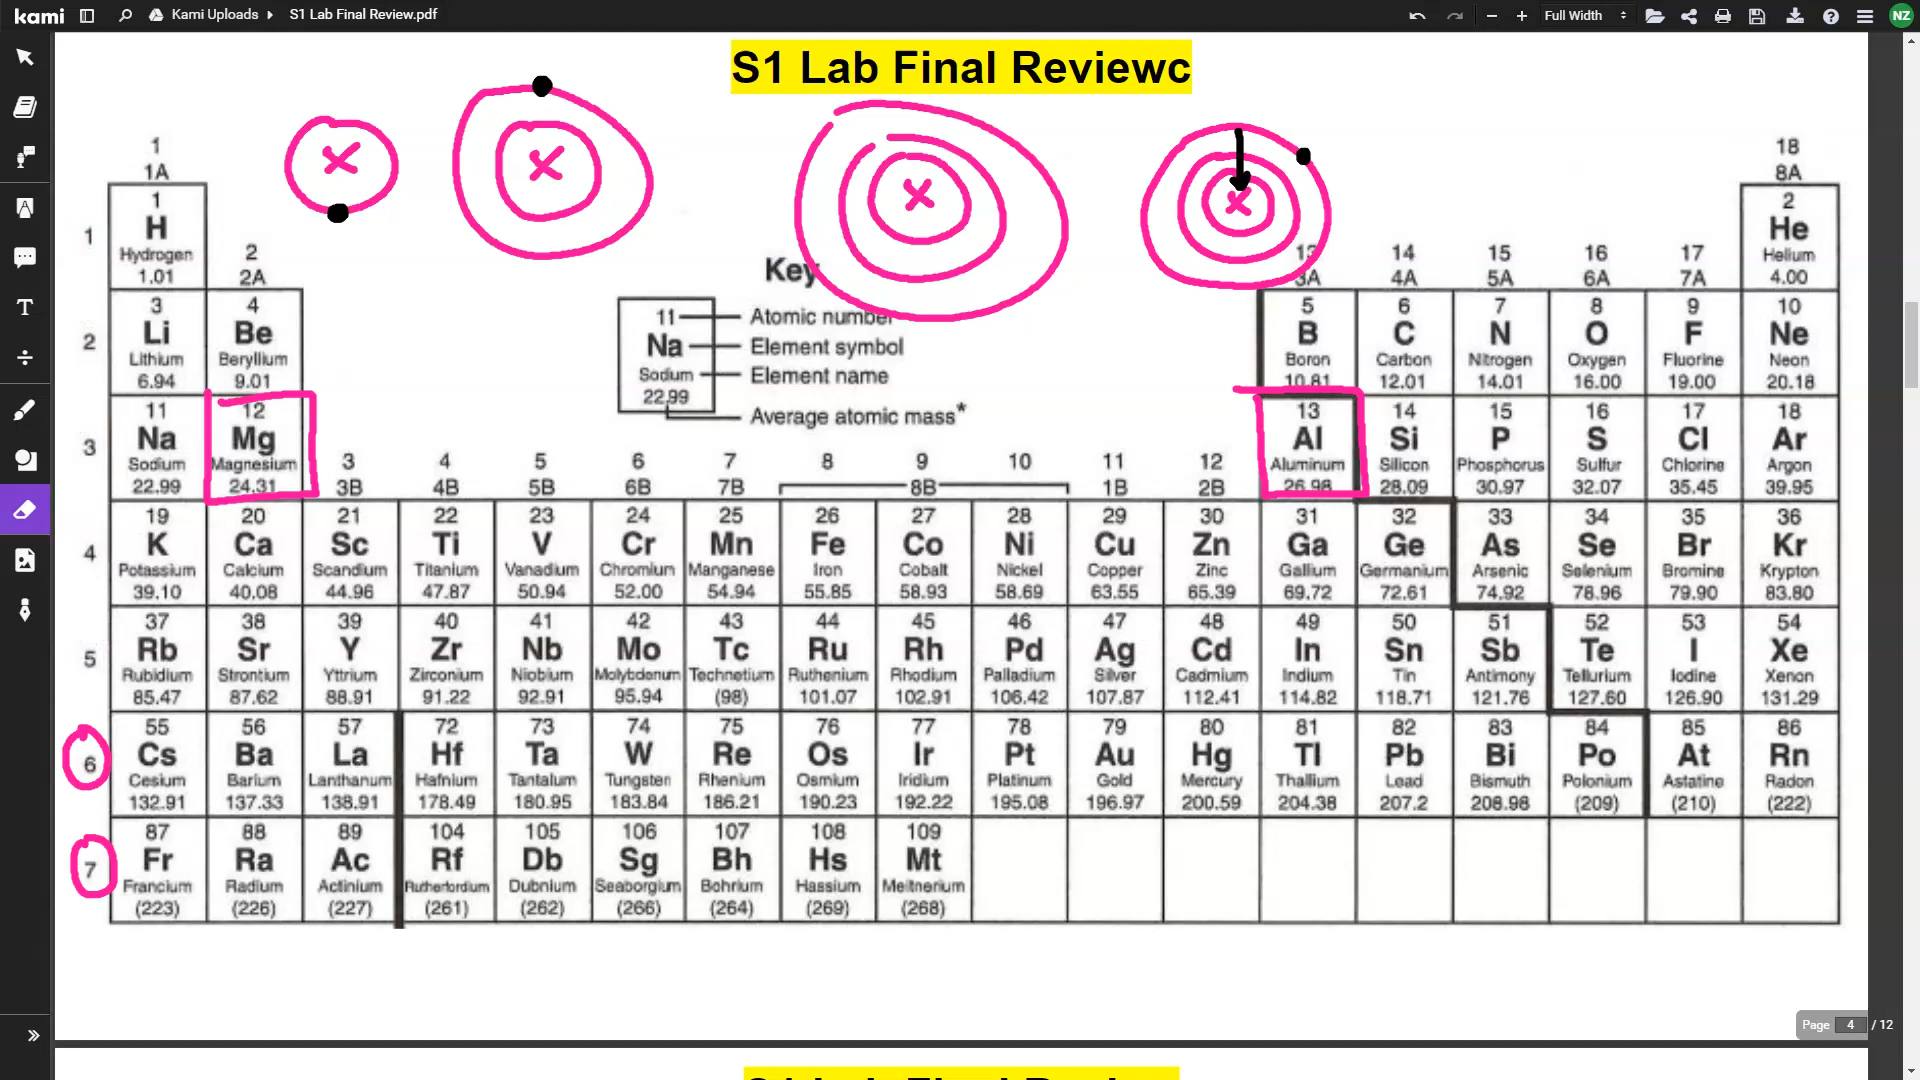 kami Kami Uploads S1 Lab Final Review.pdf Full Width NZ
S1 Lab Final Reviewc
1 18
1A 8A
1 2
H He
Hydrogen Helium
1.01 4.00
1
2 13 14 15 16 17
2A 3A 4A 5A 6A 7A
Key
11 Atomic number
Na Element symbol
Sodium Element name
22.99
Average atomic mass*
3 4 5 6 7 8 9 10
Li Be B C N O F Ne
2
Lithium Beryllium Boron Carbon Nitrogen Oxygen Fluorine Neon
6.94 9.01 10.81 12.01 14.01 16.00 19.00 20.18
11 12 13 14 15 16 17 18
Na Mg Al Si P S Cl Ar
3
Sodium Magnesium Aluminum Silicon Phosphorus Sulfur Chlorine Argon
22.99 24.31 26.98 28.09 30.97 32.07 35.45 39.95
3 4 5 6 7 8 9 10 11 12
3B 4B 5B 6B 7B 8B 1B 2B
19 20 21 22 23 24 25 26 27 28 29 30 31 32 33 34 35 36
4 K Ca Sc Ti V Cr Mn Fe Co Ni Cu Zn Ga Ge As Se Br Kr
Potassium Calcium Scandium Titanium Vanadium Chromium Manganese Iron Cobalt Nickel Copper Zinc Gallium Germanium Arsenic Selenium Bromine Krypton
39.10 40.08 44.96 47.87 50.94 52.00 54.94 55.85 58.93 58.69 63.55 65.39 69.72 72.61 74.92 78.96 79.90 83.80
37 38 39 40 41 42 43 44 45 46 47 48 49 50 51 52 53 54
5 Rb Sr Y Zr Nb Mo Tc Ru Rh Pd Ag Cd In Sn Sb Te I Xe
Rubidium Strontium Yttrium Zirconium Niobium Molybdenum Technetium Ruthenium Rhodium Palladium Silver Cadmium Indium Tin Antimony Tellurium Iodine Xenon
85.47 87.62 88.91 91.22 92.91 95.94 (98) 101.07 102.91 106.42 107.87 112.41 114.82 118.71 121.76 127.60 126.90 131.29
55 56 57 72 73 74 75 76 77 78 79 80 81 82 83 84 85 86
6 Cs Ba La Hf Ta W Re Os Ir Pt Au Hg Tl Pb Bi Po At Rn
Cesium Barium Lanthanum Hafnium Tantalum Tungsten Rhenium Osmium Iridium Platinum Gold Mercury Thallium Lead Bismuth Polonium Astatine Radon
132.91 137.33 138.91 178.49 180.95 183.84 186.21 190.23 192.22 195.08 196.97 200.59 204.38 207.2 208.98 (209) (210) (222)
87 88 89 104 105 106 107 108 109
7 Fr Ra Ac Rf Db Sg Bh Hs Mt
Francium Radium Actinium Rutherfordium Dubnium Seaborgium Bohrium Hassium Meitnerium
(223) (226) (227) (261) (262) (266) (264) (269) (268)
Page 4 / 12